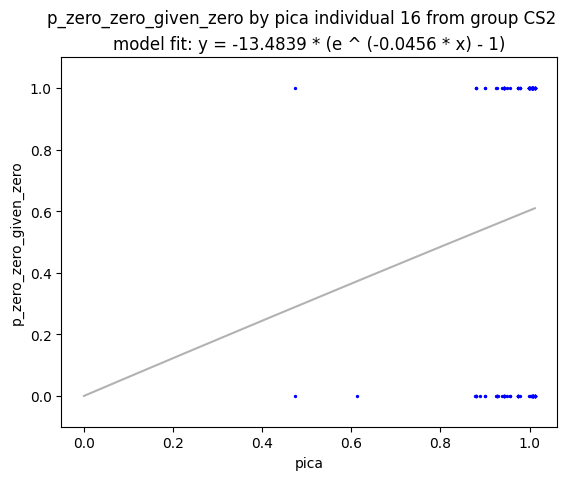 p_zero_zero_given_zero by pica individual 16 from group CS2
model fit: y = -13.4839 * (e ^ (-0.0456 * x) - 1)
1.0
0.8
0.6
0.4
0.2
0.0
p_zero_zero_given_zero
0.0 0.2 0.4 0.6 0.8 1.0
pica